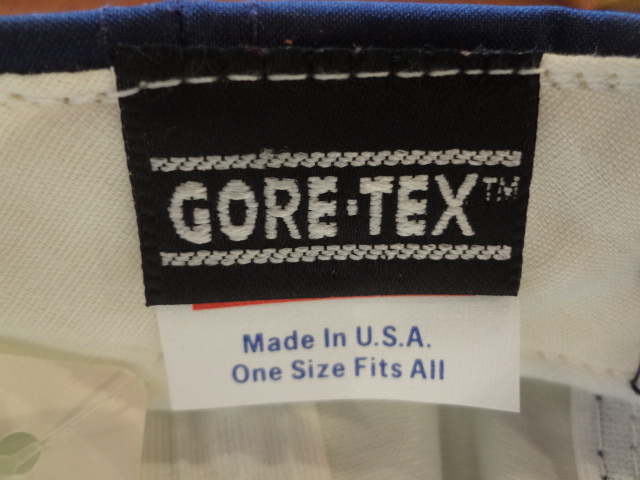 GORE-TEX™
Made In U.S.A.
One Size Fits All